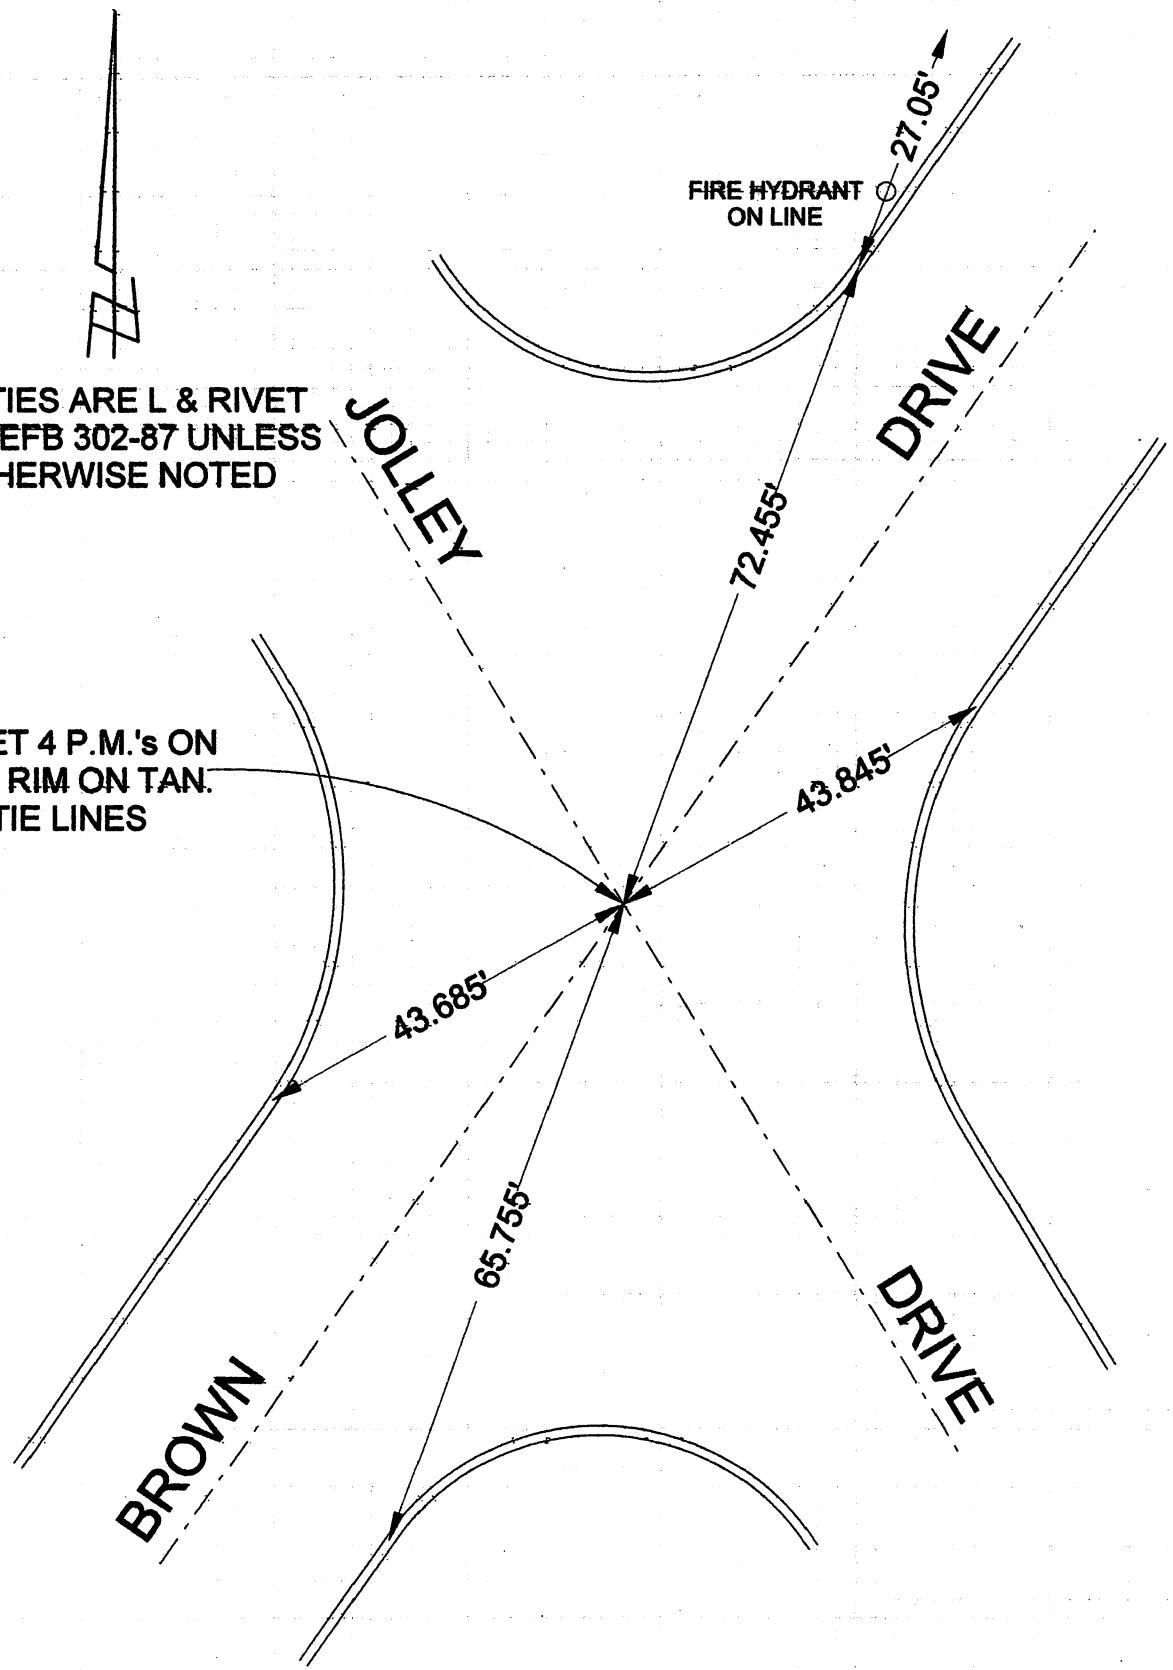 27.05'
FIRE HYDRANT
ON LINE
TIES ARE L & RIVET
EFB 302-87 UNLESS
HERWISE NOTED
JOLLEY
DRIVE
72.455'
ET 4 P.M.'s ON
RIM ON TAN.
TIE LINES
43.845'
43.685'
65.755'
DRIVE
BROWN